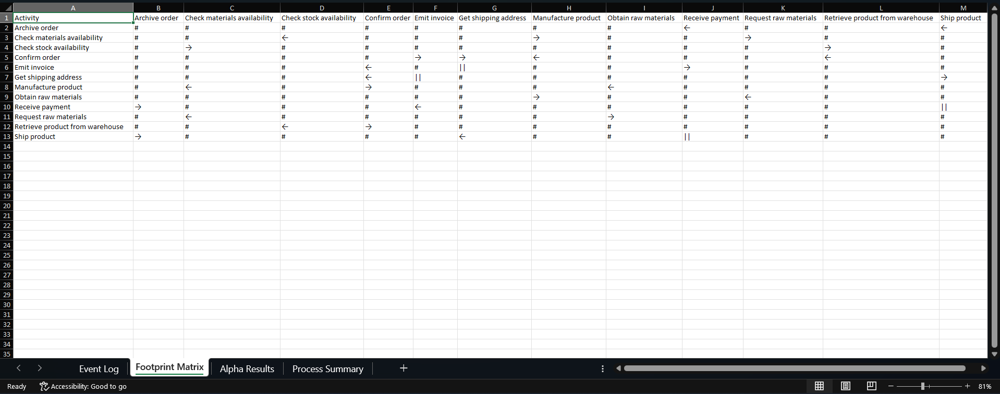 A B C D E F G H I J K L M
1 Activity Archive order Check materials availability Check stock availability Confirm order Emit invoice Get shipping address Manufacture product Obtain raw materials Receive payment Request raw materials Retrieve product from warehouse Ship product
2 Archive order # # # # # # # # ← # # ←
3 Check materials availability # # ← # # # → # # → # #
4 Check stock availability # → # # # # # # # # → #
5 Confirm order # # # # → → ← # # # ← #
6 Emit invoice # # # ← # || # # → # # #
7 Get shipping address # # # ← || # # # # # # →
8 Manufacture product # ← # → # # # ← # # # #
9 Obtain raw materials # # # # # # → # # ← # #
10 Receive payment → # # # ← # # # # # # ||
11 Request raw materials # ← # # # # # → # # # #
12 Retrieve product from warehouse # # ← → # # # # # # # #
13 Ship product → # # # # ← # # || # # #
14
15
16
17
18
19
20
21
22
23
24
25
26
27
28
29
30
31
32
33
34
35
Event Log Footprint Matrix Alpha Results Process Summary +
Ready Accessibility: Good to go − + 81%